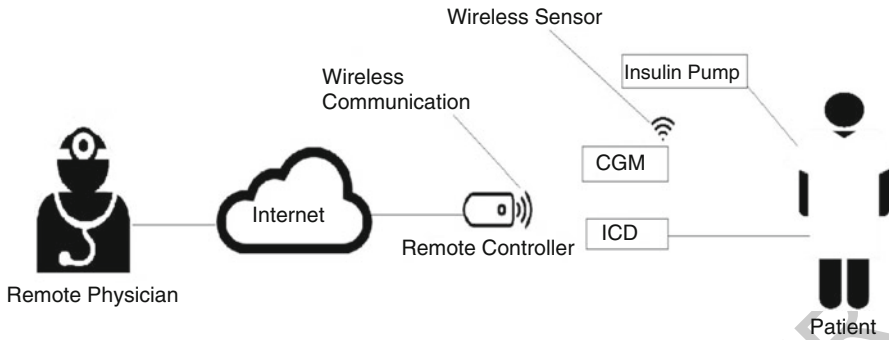 Wireless Sensor
Wireless
Communication
Insulin Pump
CGM
Internet
ICD
Remote Controller
Remote Physician
Patient